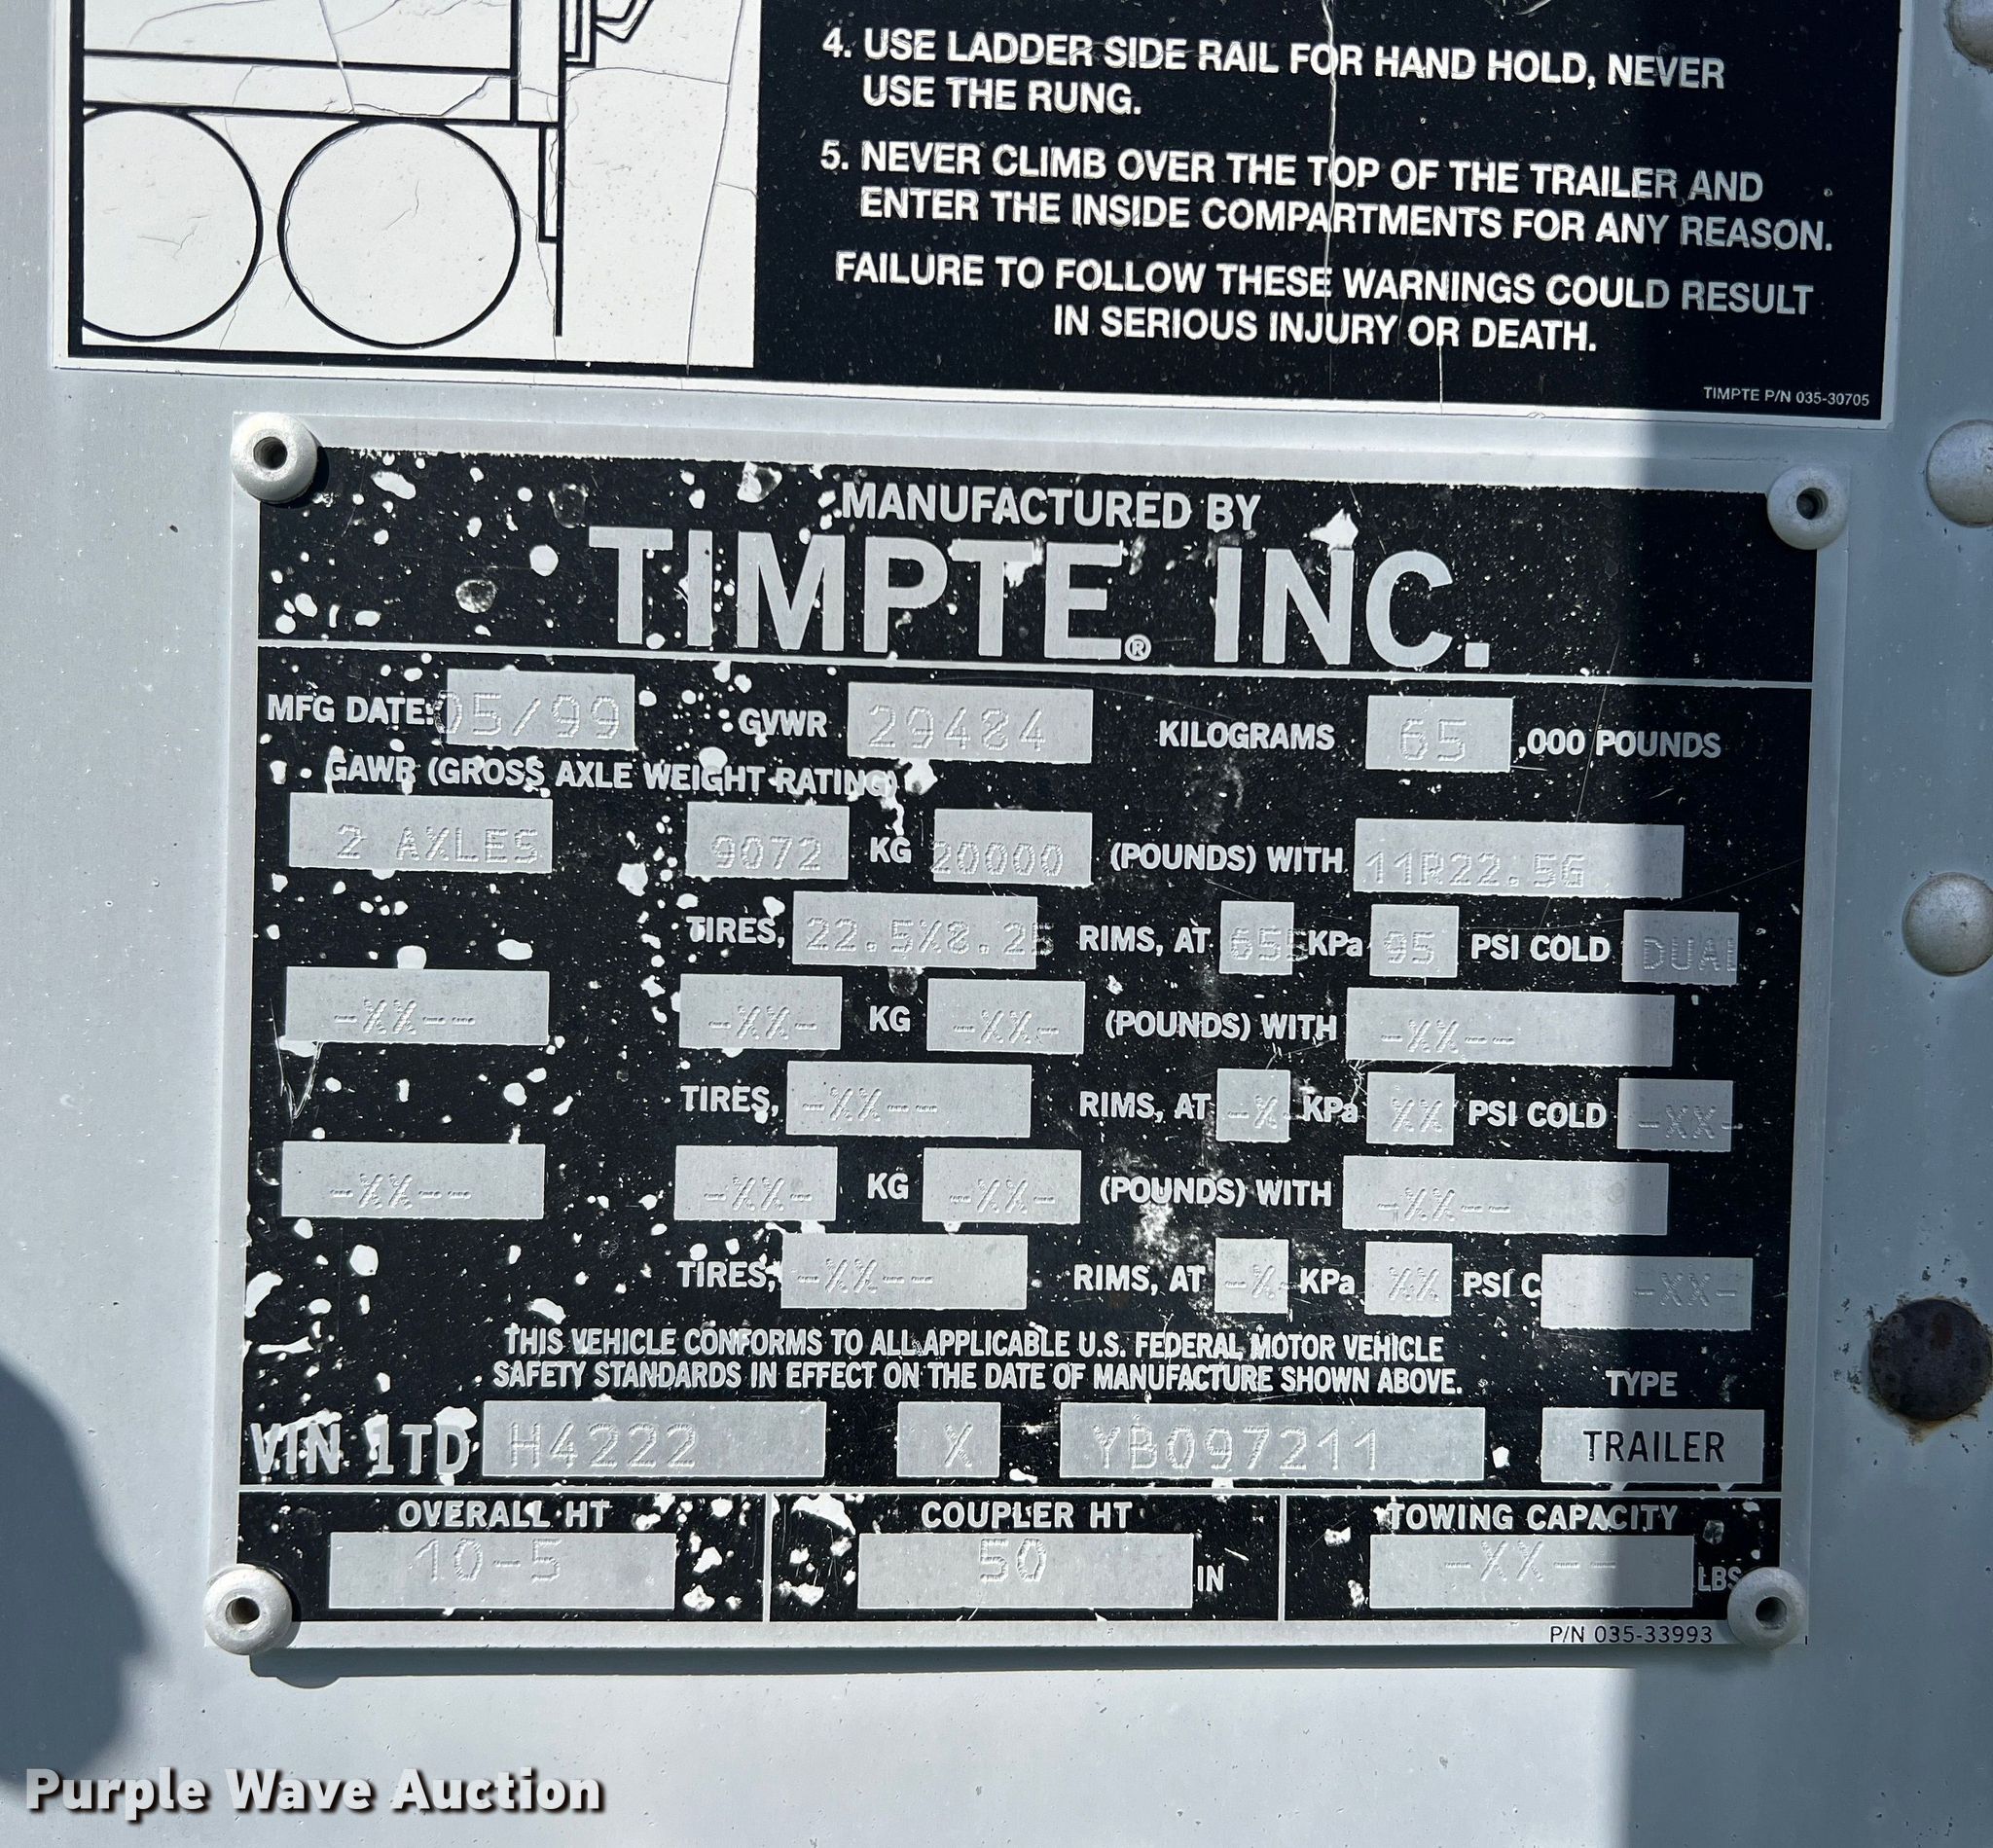 4. USE LADDER SIDE RAIL FOR HAND HOLD, NEVER
USE THE RUNG.
5. NEVER CLIMB OVER THE TOP OF THE TRAILER AND
ENTER THE INSIDE COMPARTMENTS FOR ANY REASON.
FAILURE TO FOLLOW THESE WARNINGS COULD RESULT
IN SERIOUS INJURY OR DEATH.
TIMPTE P/N 035-30705
MANUFACTURED BY
TIMPTE® INC.
MFG DATE: 05/99 GVWR 29484 KILOGRAMS 65 ,000 POUNDS
GAWR (GROSS AXLE WEIGHT RATING)
2 AXLES 9072 KG 20000 (POUNDS) WITH 11R22.5G
TIRES, 22.5X8.25 RIMS, AT 655 KPa 95 PSI COLD DUAL
-XX-- -XX- KG -XX- (POUNDS) WITH -XX--
TIRES, -XX-- RIMS, AT -X- KPa XX PSI COLD -XX-
-XX-- -XX- KG -XX- (POUNDS) WITH -XX--
TIRES, -XX-- RIMS, AT -X- KPa XX PSI C -XX-
THIS VEHICLE CONFORMS TO ALL APPLICABLE U.S. FEDERAL MOTOR VEHICLE
SAFETY STANDARDS IN EFFECT ON THE DATE OF MANUFACTURE SHOWN ABOVE.
TYPE
VIN 1TD H4222 X YB097211 TRAILER
OVERALL HT COUPLER HT TOWING CAPACITY
10-5 50 IN -XX-- LBS
P/N 035-33993
Purple Wave Auction